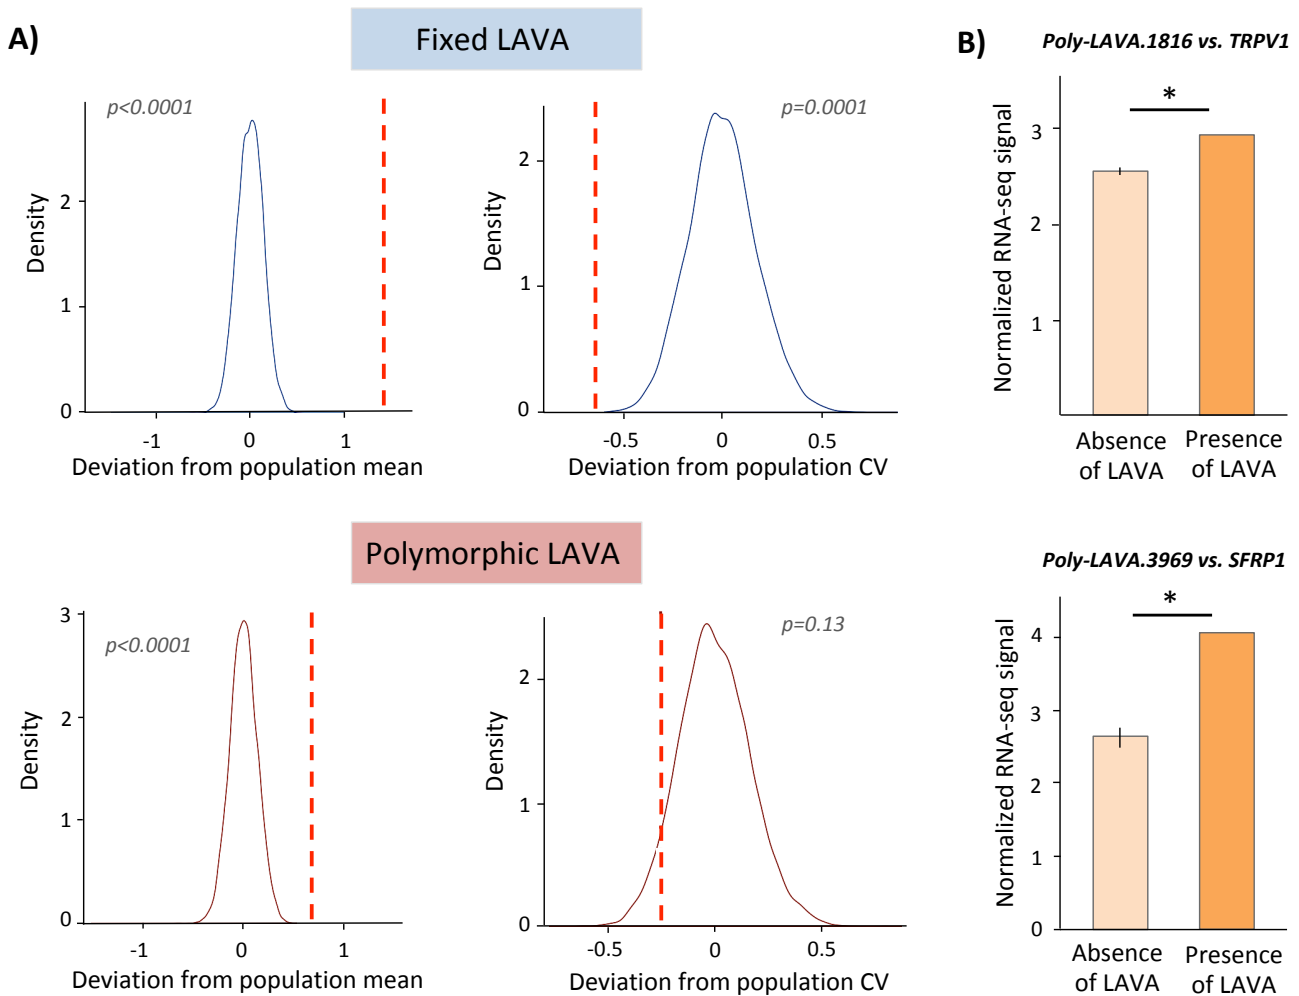 A)
Fixed LAVA
p<0.0001
Density
2
1
0
-1
0
1
Deviation from population mean
p=0.0001
Density
2
1
0
-0.5
0
0.5
Deviation from population CV
Polymorphic LAVA
p<0.0001
Density
3
2
1
0
-1
0
1
Deviation from population mean
p=0.13
Density
2
1
0
-0.5
0
0.5
Deviation from population CV
B)
Poly-LAVA.1816 vs. TRPV1
*
Normalized RNA-seq signal
3
2
1
Absence
of LAVA
Presence
of LAVA
Poly-LAVA.3969 vs. SFRP1
*
Normalized RNA-seq signal
4
3
2
1
0
Absence
of LAVA
Presence
of LAVA